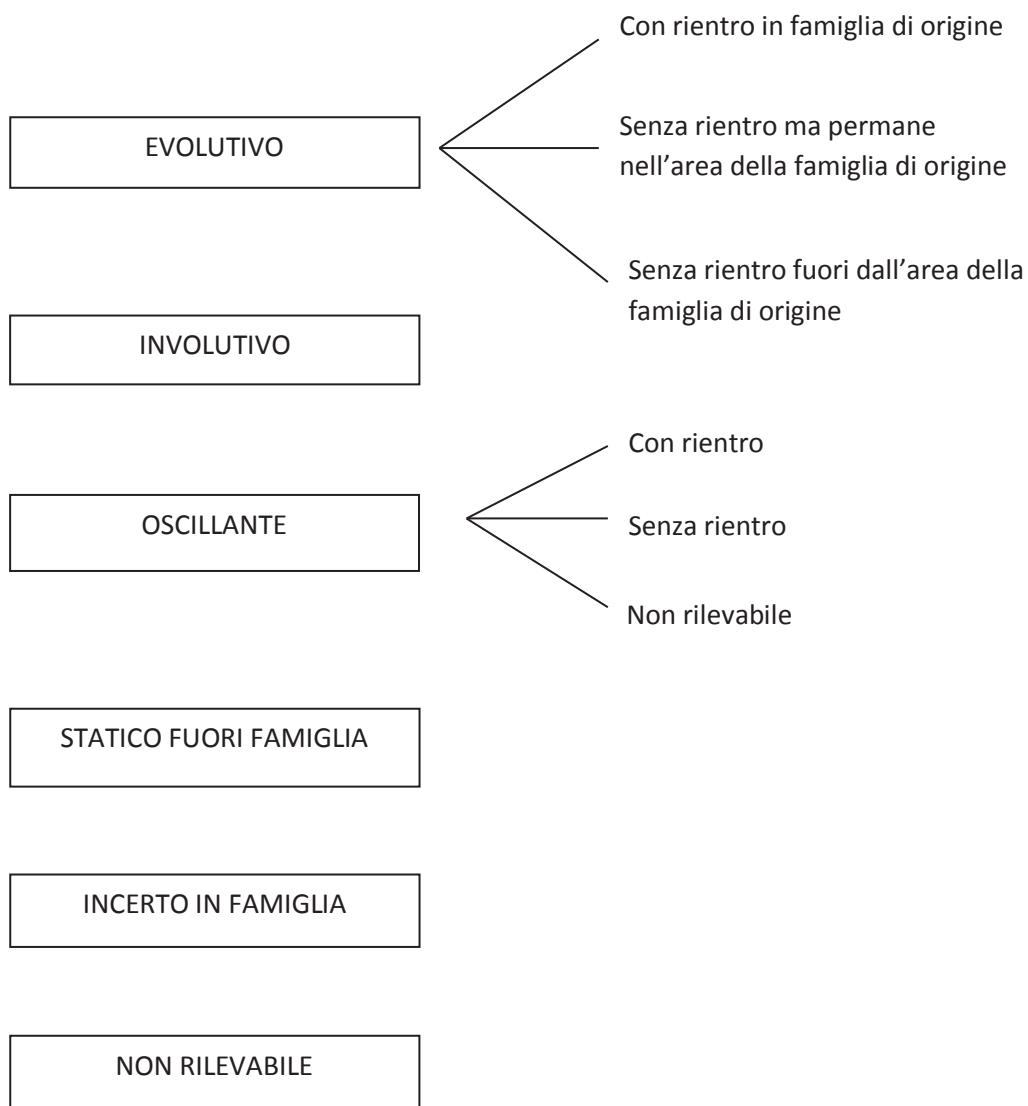 Con rientro in famiglia di origine
EVOLUTIVO
Senza rientro ma permane
nell’area della famiglia di origine
Senza rientro fuori dall’area della
famiglia di origine
INVOLUTIVO
Con rientro
OSCILLANTE
Senza rientro
Non rilevabile
STATICO FUORI FAMIGLIA
INCERTO IN FAMIGLIA
NON RILEVABILE